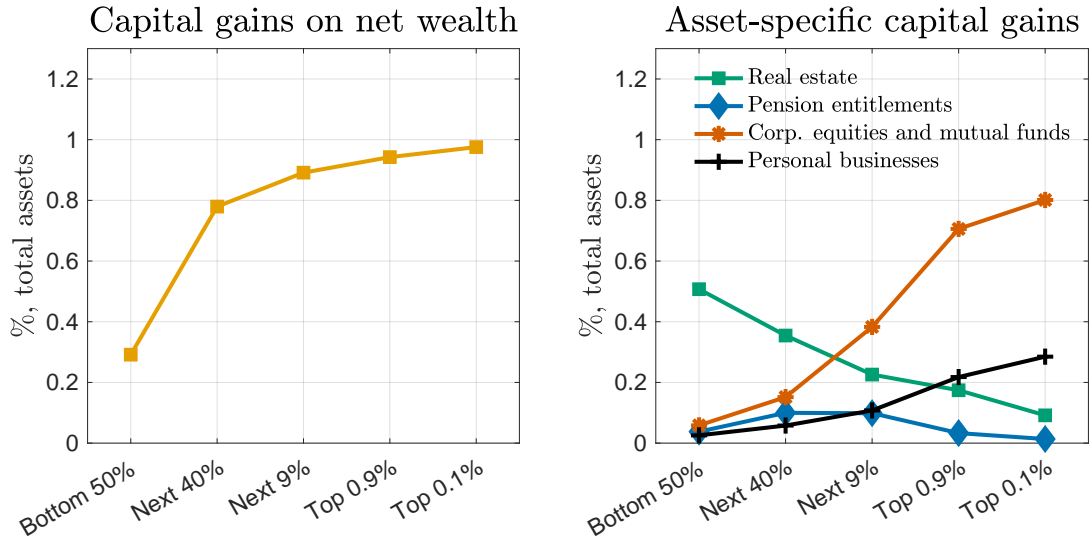 Capital gains on net wealth
%, total assets
1.2
1
0.8
0.6
0.4
0.2
0
Bottom 50%
Next 40%
Next 9%
Top 0.9%
Top 0.1%
Asset-specific capital gains
%, total assets
1.2
1
0.8
0.6
0.4
0.2
0
Real estate
Pension entitlements
Corp. equities and mutual funds
Personal businesses
Bottom 50%
Next 40%
Next 9%
Top 0.9%
Top 0.1%